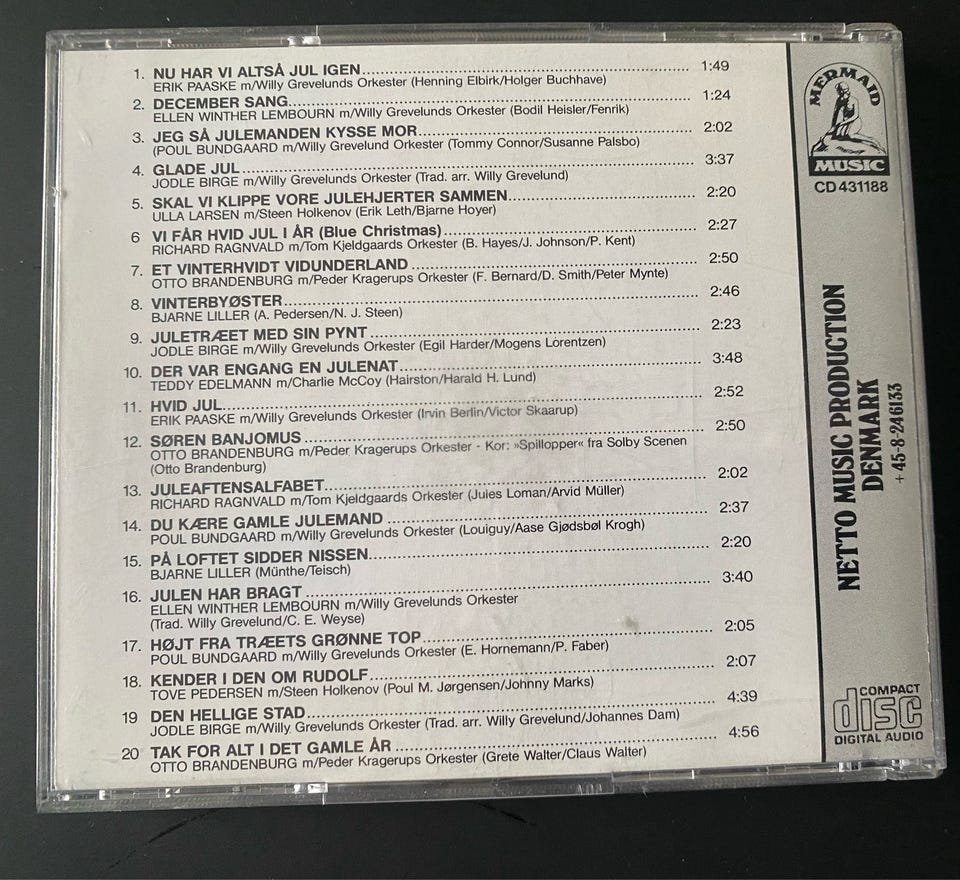 1. NU HAR VI ALTSÅ JUL IGEN 1:49
ERIK PAASKE m/Willy Grevelunds Orkester (Henning Elbirk/Holger Buchhave)
2. DECEMBER SANG 1:24
ELLEN WINTHER LEMBOURN m/Willy Grevelunds Orkester (Bodil Heisler/Fenrik)
3. JEG SÅ JULEMANDEN KYSSE MOR 2:02
(POUL BUNDGAARD m/Willy Grevelund Orkester (Tommy Connor/Susanne Palsbo)
4. GLADE JUL 3:37
JODLE BIRGE m/Willy Grevelunds Orkester (Trad. arr. Willy Grevelund)
5. SKAL VI KLIPPE VORE JULEHJERTER SAMMEN 2:20
ULLA LARSEN m/Steen Holkenov (Erik Leth/Bjarne Hoyer)
6 VI FÅR HVID JUL I ÅR (Blue Christmas) 2:27
RICHARD RAGNVALD m/Tom Kjeldgaards Orkester (B. Hayes/J. Johnson/P. Kent)
7. ET VINTERHVIDT VIDUNDERLAND 2:50
OTTO BRANDENBURG m/Peder Kragerups Orkester (F. Bernard/D. Smith/Peter Mynte)
8. VINTERBYØSTER 2:46
BJARNE LILLER (A. Pedersen/N. J. Steen)
9. JULETRÆET MED SIN PYNT 2:23
JODLE BIRGE m/Willy Grevelunds Orkester (Egil Harder/Mogens Lorentzen)
10. DER VAR ENGANG EN JULENAT 3:48
TEDDY EDELMANN m/Charlie McCoy (Hairston/Harald H. Lund)
11. HVID JUL 2:52
ERIK PAASKE m/Willy Grevelunds Orkester (Irvin Berlin/Victor Skaarup)
12. SØREN BANJOMUS 2:50
OTTO BRANDENBURG m/Peder Kragerups Orkester - Kor: »Spillopper« fra Solby Scenen
(Otto Brandenburg)
13. JULEAFTENSALFABET 2:02
RICHARD RAGNVALD m/Tom Kjeldgaards Orkester (Jules Loman/Arvid Müller)
14. DU KÆRE GAMLE JULEMAND 2:37
POUL BUNDGAARD m/Willy Grevelunds Orkester (Louiguy/Aase Gjødsbøl Krogh)
15. PÅ LOFTET SIDDER NISSEN 2:20
BJARNE LILLER (Münthe/Teisch)
16. JULEN HAR BRAGT 3:40
ELLEN WINTHER LEMBOURN m/Willy Grevelunds Orkester
(Trad. Willy Grevelund/C. E. Weyse)
17. HØJT FRA TRÆETS GRØNNE TOP 2:05
POUL BUNDGAARD m/Willy Grevelunds Orkester (E. Hornemann/P. Faber)
18. KENDER I DEN OM RUDOLF 2:07
TOVE PEDERSEN m/Steen Holkenov (Poul M. Jørgensen/Johnny Marks)
19 DEN HELLIGE STAD 4:39
JODLE BIRGE m/Willy Grevelunds Orkester (Trad. arr. Willy Grevelund/Johannes Dam)
20 TAK FOR ALT I DET GAMLE ÅR 4:56
OTTO BRANDENBURG m/Peder Kragerups Orkester (Grete Walter/Claus Walter)
MERMAID
MUSIC
CD 431188
NETTO MUSIC PRODUCTION
DENMARK
+ 45-8-246133
COMPACT
disc
DIGITAL AUDIO